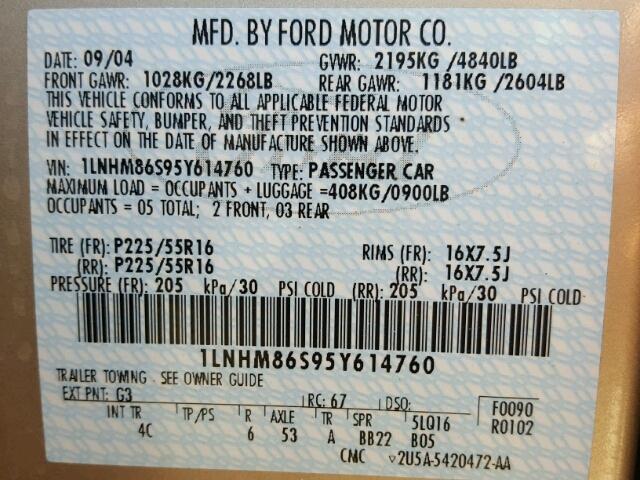 MFD. BY FORD MOTOR CO.
DATE: 09/04 GVWR: 2195KG /4840LB
FRONT GAWR: 1028KG/2268LB REAR GAWR: 1181KG /2604LB
THIS VEHICLE CONFORMS TO ALL APPLICABLE FEDERAL MOTOR
VEHICLE SAFETY, BUMPER, AND THEFT PREVENTION STANDARDS
IN EFFECT ON THE DATE OF MANUFACTURE SHOWN ABOVE.
VIN: 1LNHM86S95Y614760 TYPE: PASSENGER CAR
MAXIMUM LOAD = OCCUPANTS + LUGGAGE =408KG/0900LB
OCCUPANTS = 05 TOTAL; 2 FRONT, 03 REAR
TIRE (FR): P225/55R16 RIMS (FR): 16X7.5J
(RR): P225/55R16 (RR): 16X7.5J
PRESSURE (FR): 205 kPa/30 PSI COLD (RR): 205 kPa/30 PSI COLD
1LNHM86S95Y614760
TRAILER TOWING - SEE OWNER GUIDE
EXT PNT: G3 RC: 67 DSO: F0090
INT TR TP/PS R AXLE TR SPR 5LQ16 R0102
4C 6 53 A BB22 B05
CMC ▽2U5A-5420472-AA